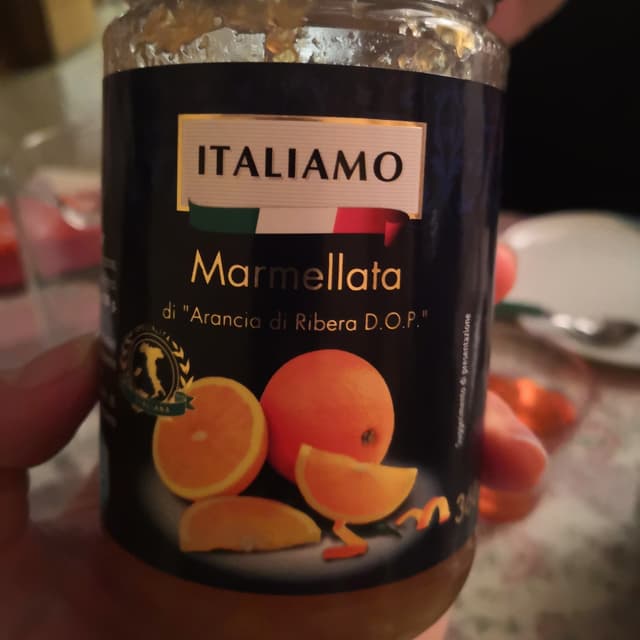 ITALIAMO
Marmellata
di "Arancia di Ribera D.O.P."
Suggerimento di presentazione